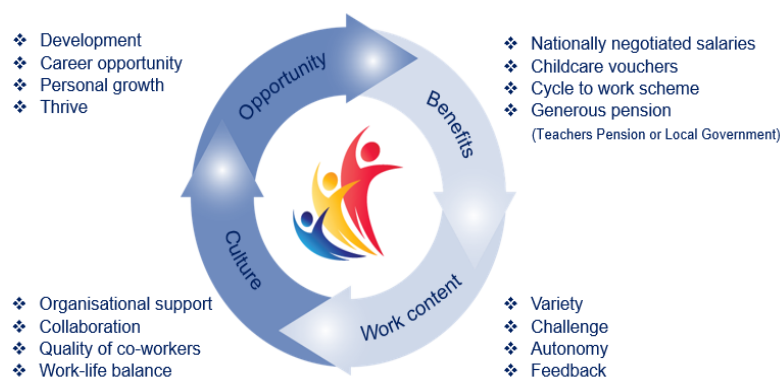 ❖ Development
❖ Career opportunity
❖ Personal growth
❖ Thrive
Opportunity
Benefits
❖ Nationally negotiated salaries
❖ Childcare vouchers
❖ Cycle to work scheme
❖ Generous pension
(Teachers Pension or Local Government)
Culture
Work content
❖ Organisational support
❖ Collaboration
❖ Quality of co-workers
❖ Work-life balance
❖ Variety
❖ Challenge
❖ Autonomy
❖ Feedback